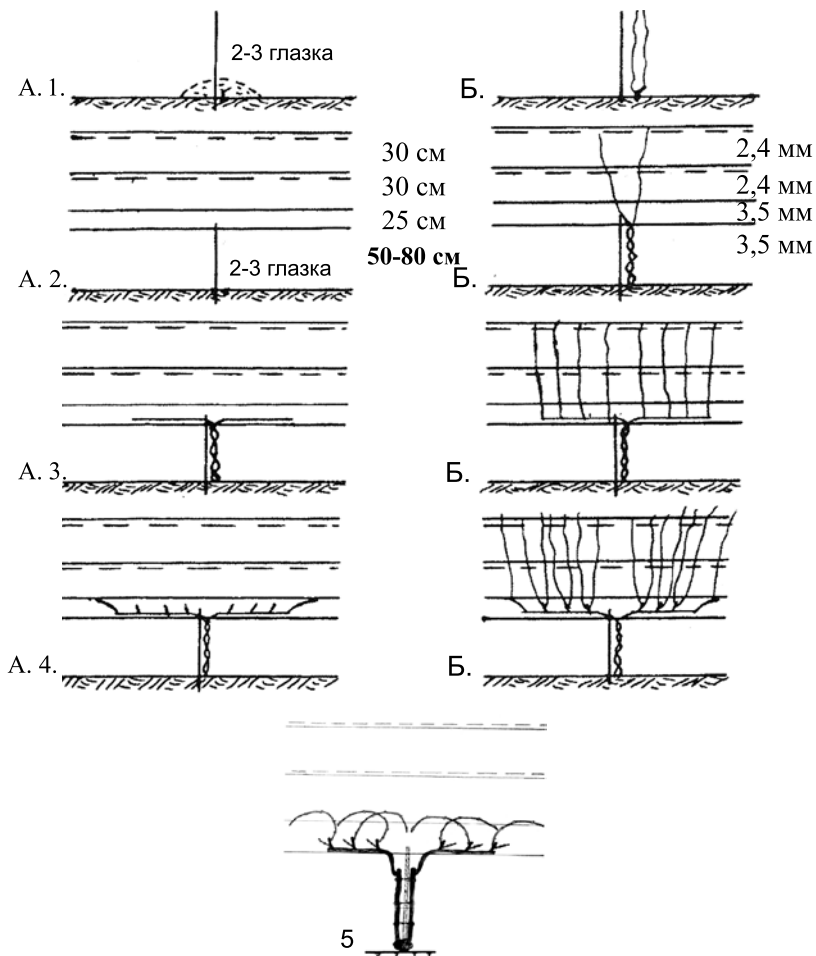 2-3 глазка
А. 1.
Б.
30 см
2,4 мм
30 см
2,4 мм
25 см
3,5 мм
50-80 см
3,5 мм
2-3 глазка
А. 2.
Б.
А. 3.
Б.
А. 4.
Б.
5